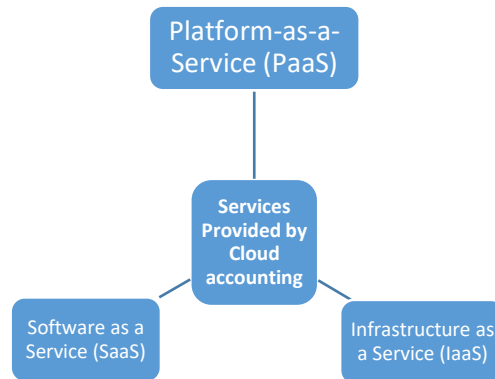 Platform-as-a-
Service (PaaS)
Services
Provided by
Cloud
accounting
Software as a
Service (SaaS)
Infrastructure as
a Service (IaaS)